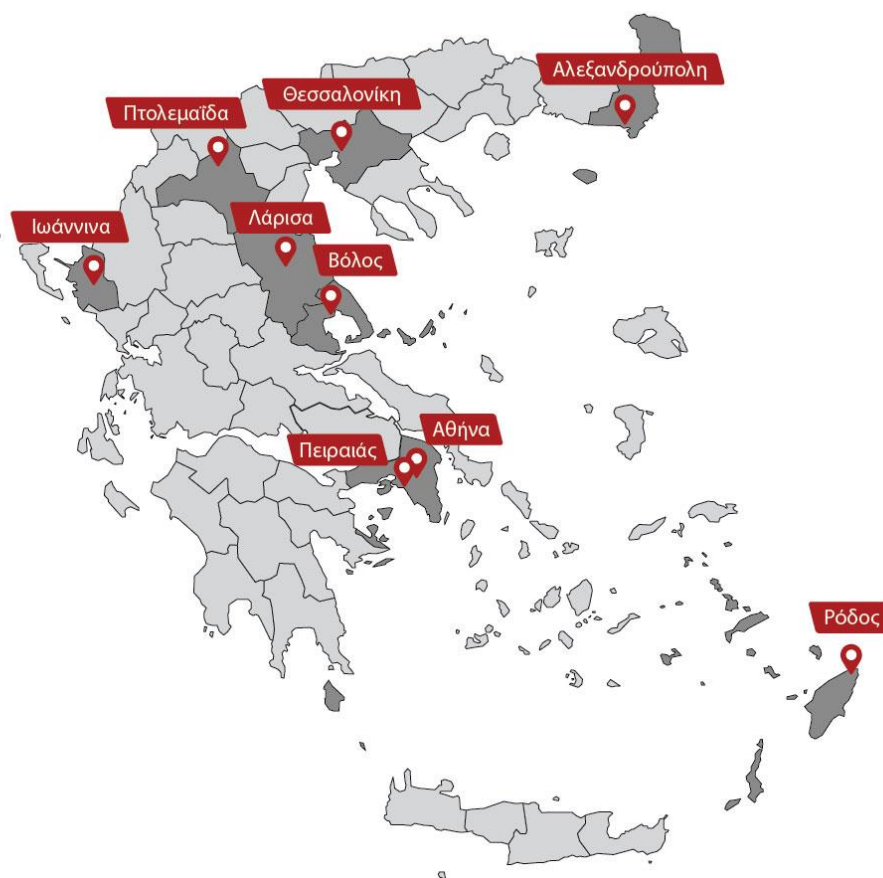 Αλεξανδρούπολη
Θεσσαλονίκη
Πτολεμαΐδα
Λάρισα
Ιωάννινα
Βόλος
Αθήνα
Πειραιάς
Ρόδος